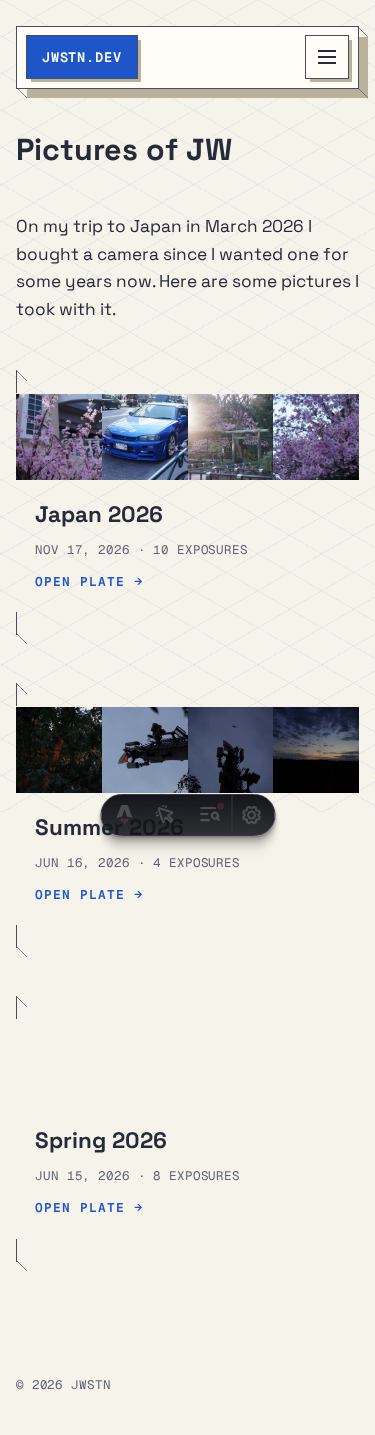 JWSTN.DEV
Pictures of JW
On my trip to Japan in March 2026 I
bought a camera since I wanted one for
some years now. Here are some pictures I
took with it.
Japan 2026
NOV 17, 2026 · 10 EXPOSURES
OPEN PLATE →
Summer 2026
JUN 16, 2026 · 4 EXPOSURES
OPEN PLATE →
Spring 2026
JUN 15, 2026 · 8 EXPOSURES
OPEN PLATE →
© 2026 JWSTN